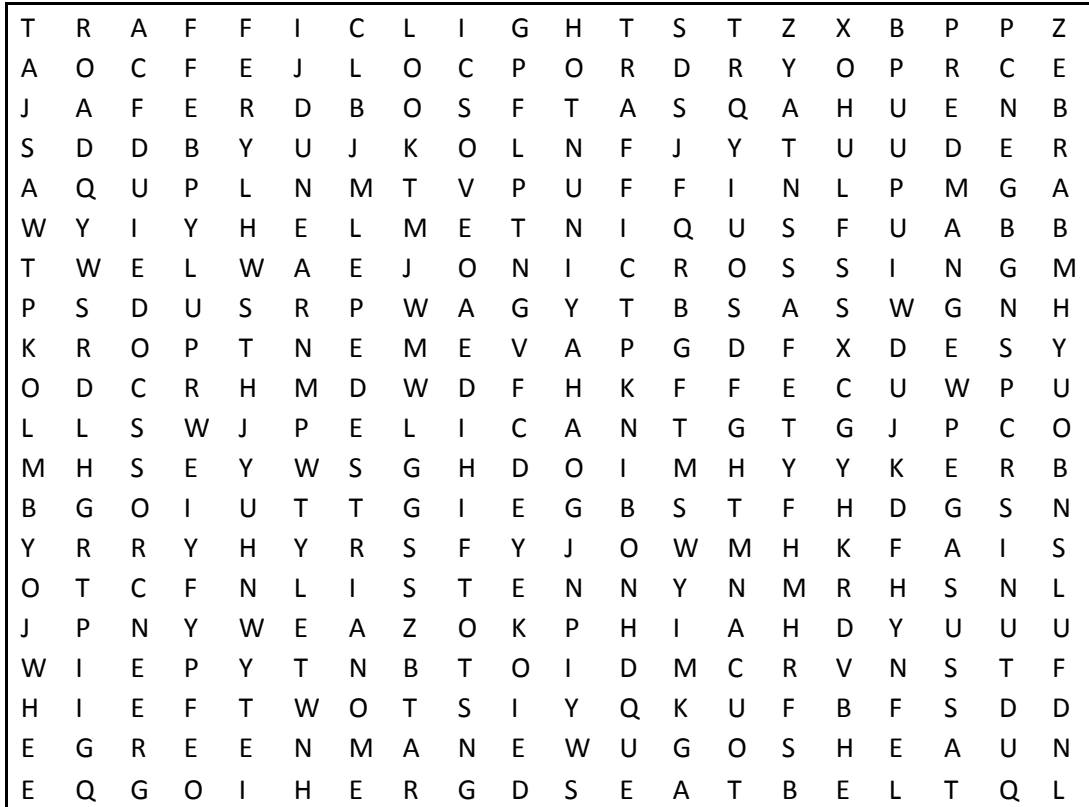 T R A F F I C L I G H T S T Z X B P P Z
A O C F E J L O C P O R D R Y O P R C E
J A F E R D B O S F T A S Q A H U E N B
S D D B Y U J K O L N F J Y T U U D E R
A Q U P L N M T V P U F F I N L P M G A
W Y I Y H E L M E T N I Q U S F U A B B
T W E L W A E J O N I C R O S S I N G M
P S D U S R P W A G Y T B S A S W G N H
K R O P T N E M E V A P G D F X D E S Y
O D C R H M D W D F H K F F E C U W P U
L L S W J P E L I C A N T G T G J P C O
M H S E Y W S G H D O I M H Y Y K E R B
B G O I U T T G I E G B S T F H D G S N
Y R R Y H Y R S F Y J O W M H K F A I S
O T C F N L I S T E N N Y N M R H S N L
J P N Y W E A Z O K P H I A H D Y U U U
W I E P Y T N B T O I D M C R V N S T F
H I E F T W O T S I Y Q K U F B F S D D
E G R E E N M A N E W U G O S H E A U N
E Q G O I H E R G D S E A T B E L T Q L